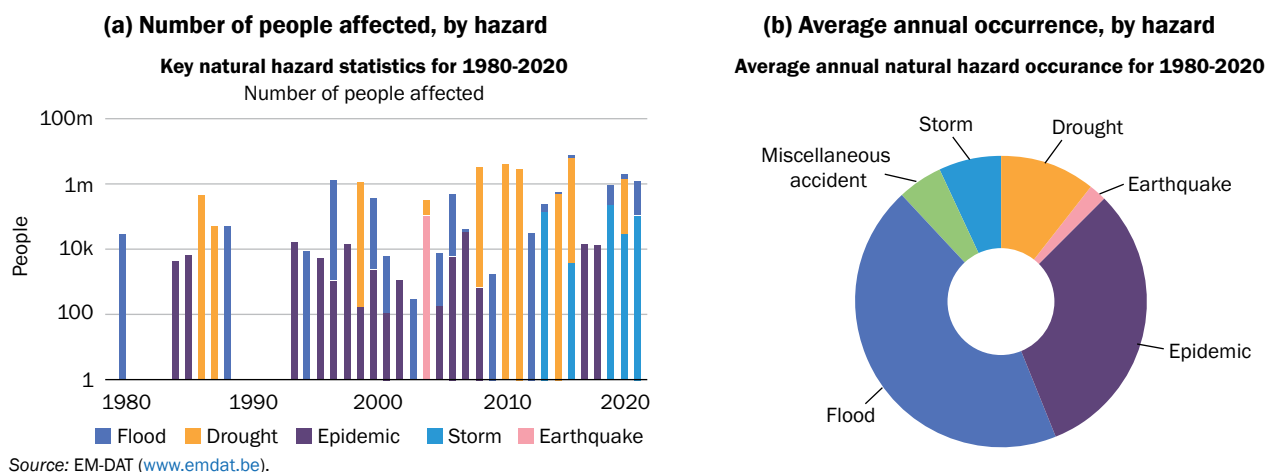 (a) Number of people affected, by hazard
Key natural hazard statistics for 1980-2020
Number of people affected
100m
1m
10k
100
1
People
1980 1990 2000 2010 2020
Flood Drought Epidemic Storm Earthquake
Source: EM-DAT (www.emdat.be).
(b) Average annual occurrence, by hazard
Average annual natural hazard occurance for 1980-2020
Storm
Drought
Miscellaneous
accident
Earthquake
Epidemic
Flood